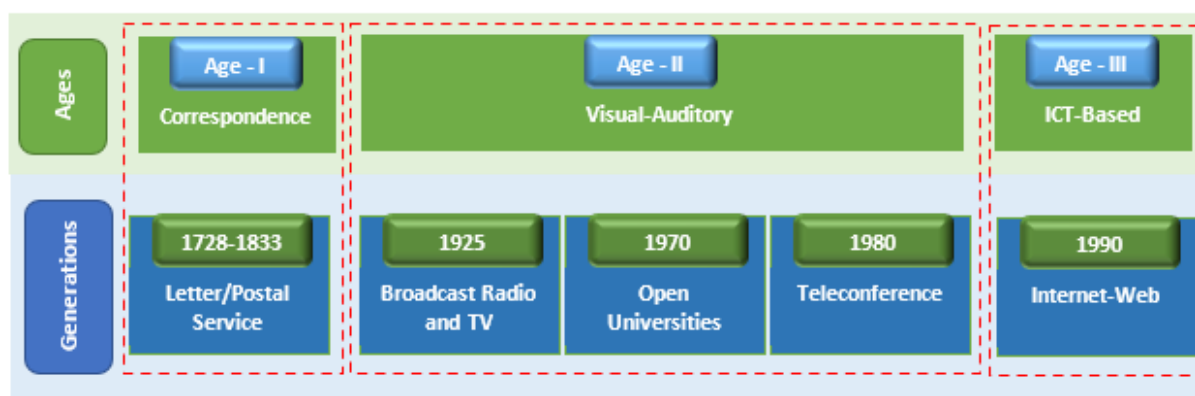 Ages
Age - I
Correspondence
Age - II
Visual-Auditory
Age - III
ICT-Based
Generations
1728-1833
Letter/Postal
Service
1925
Broadcast Radio
and TV
1970
Open
Universities
1980
Teleconference
1990
Internet-Web